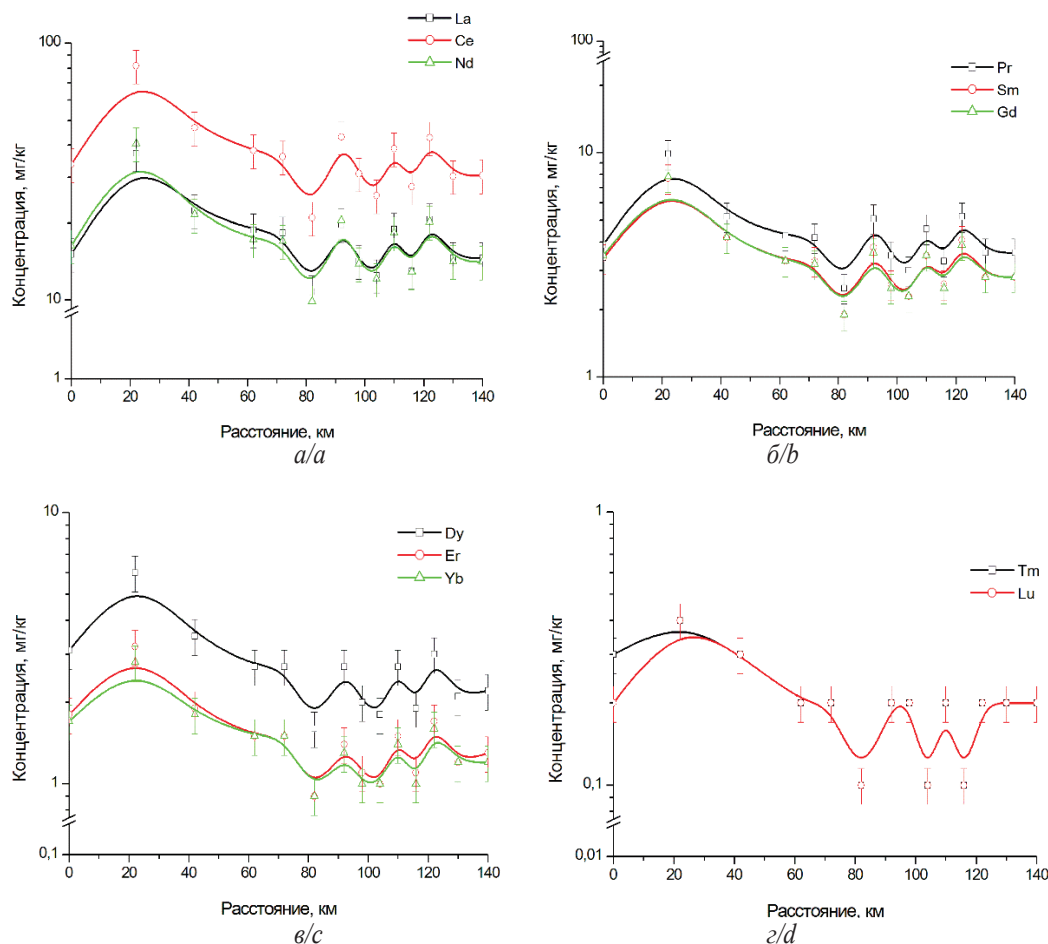 La
Ce
Nd
100
10
1
Концентрация, мг/кг
0 20 40 60 80 100 120 140
Расстояние, км
а/a
Pr
Sm
Gd
100
10
1
Концентрация, мг/кг
0 20 40 60 80 100 120 140
Расстояние, км
б/b
Dy
Er
Yb
10
1
0,1
Концентрация, мг/кг
0 20 40 60 80 100 120 140
Расстояние, км
в/c
Tm
Lu
1
0,1
0,01
Концентрация, мг/кг
0 20 40 60 80 100 120 140
Расстояние, км
г/d